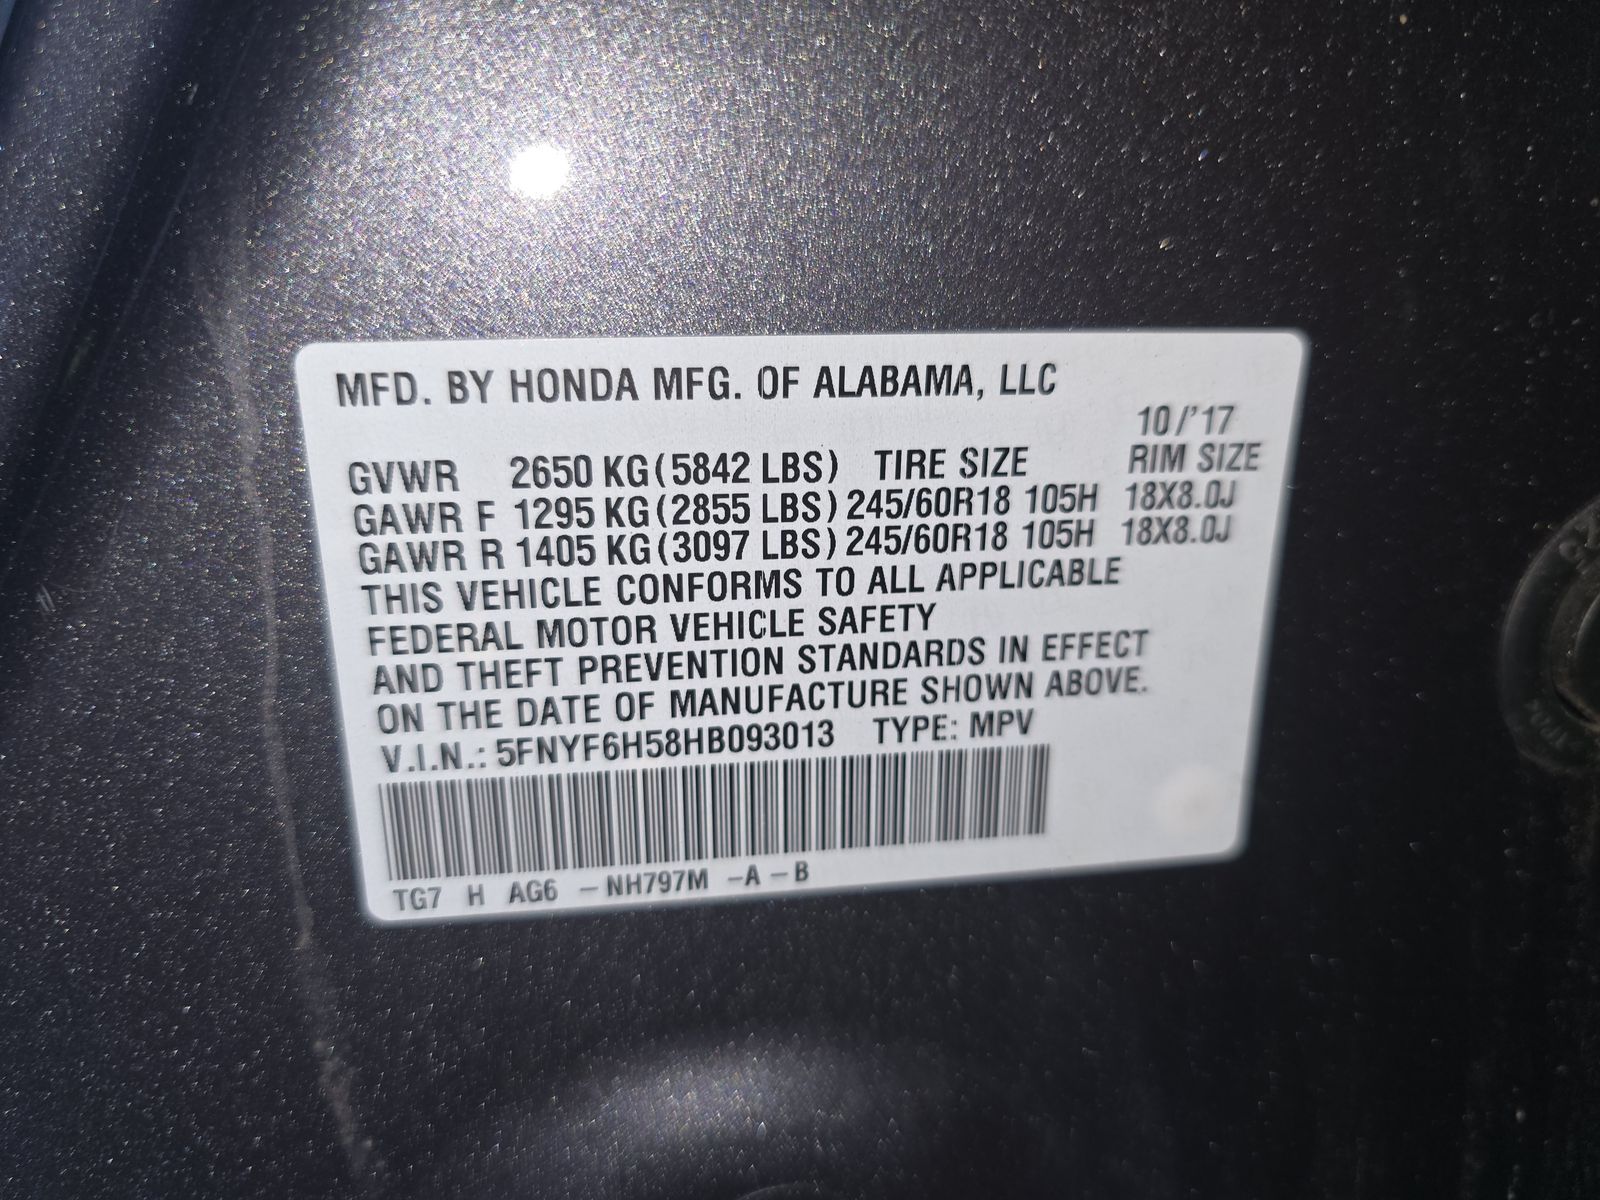 MFD. BY HONDA MFG. OF ALABAMA, LLC
10/'17
GVWR 2650 KG(5842 LBS) TIRE SIZE RIM SIZE
GAWR F 1295 KG(2855 LBS) 245/60R18 105H 18X8.0J
GAWR R 1405 KG(3097 LBS) 245/60R18 105H 18X8.0J
THIS VEHICLE CONFORMS TO ALL APPLICABLE
FEDERAL MOTOR VEHICLE SAFETY
AND THEFT PREVENTION STANDARDS IN EFFECT
ON THE DATE OF MANUFACTURE SHOWN ABOVE.
V.I.N.: 5FNYF6H58HB093013 TYPE: MPV
TG7 H AG6 -NH797M -A-B